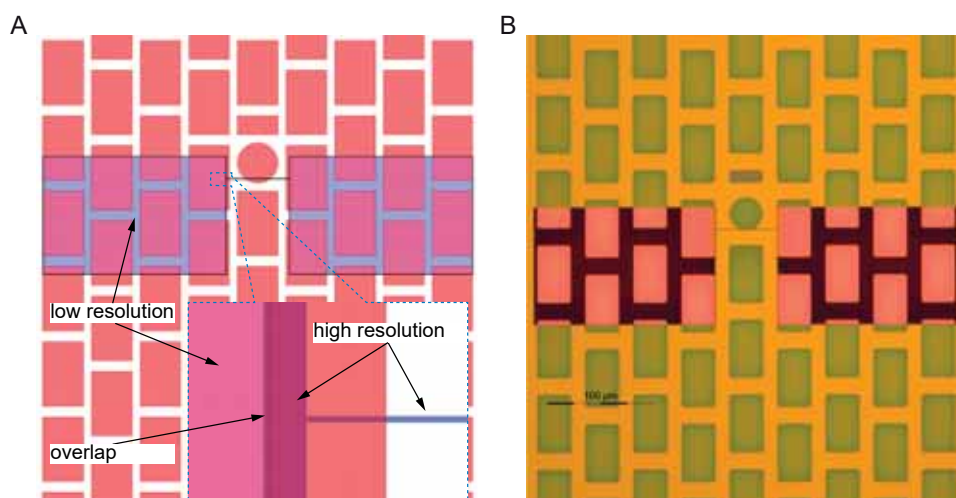 A
B
low resolution
high resolution
overlap
100 µm